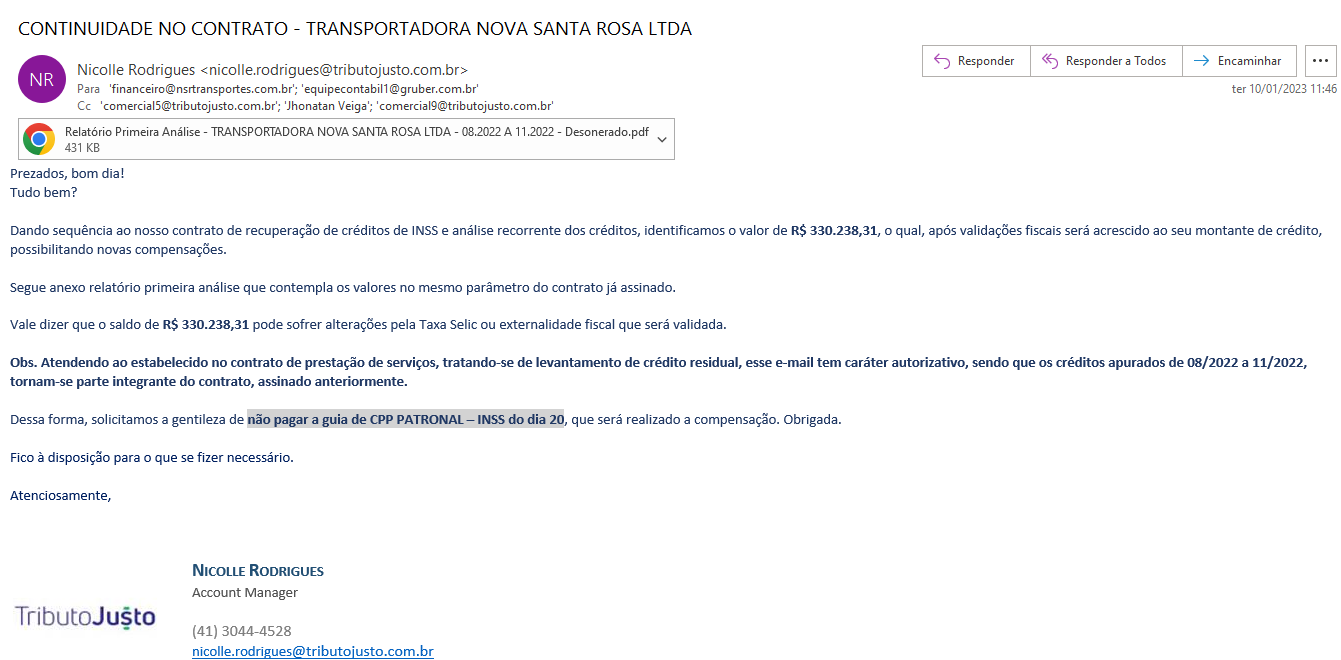 CONTINUIDADE NO CONTRATO - TRANSPORTADORA NOVA SANTA ROSA LTDA
NR
Nicolle Rodrigues <nicolle.rodrigues@tributojusto.com.br>
Para 'financeiro@nsrtransportes.com.br'; 'equipecontabil1@gruber.com.br'
Cc 'comercial5@tributojusto.com.br'; 'Jhonatan Veiga'; 'comercial9@tributojusto.com.br'
Responder
Responder a Todos
Encaminhar
ter 10/01/2023 11:46
Relatório Primeira Análise - TRANSPORTADORA NOVA SANTA ROSA LTDA - 08.2022 A 11.2022 - Desonerado.pdf
431 KB
Prezados, bom dia!
Tudo bem?
Dando sequência ao nosso contrato de recuperação de créditos de INSS e análise recorrente dos créditos, identificamos o valor de R$ 330.238,31, o qual, após validações fiscais será acrescido ao seu montante de crédito,
possibilitando novas compensações.
Segue anexo relatório primeira análise que contempla os valores no mesmo parâmetro do contrato já assinado.
Vale dizer que o saldo de R$ 330.238,31 pode sofrer alterações pela Taxa Selic ou externalidade fiscal que será validada.
Obs. Atendendo ao estabelecido no contrato de prestação de serviços, tratando-se de levantamento de crédito residual, esse e-mail tem caráter autorizativo, sendo que os créditos apurados de 08/2022 a 11/2022,
tornam-se parte integrante do contrato, assinado anteriormente.
Dessa forma, solicitamos a gentileza de não pagar a guia de CPP PATRONAL – INSS do dia 20, que será realizado a compensação. Obrigada.
Fico à disposição para o que se fizer necessário.
Atenciosamente,
NICOLLE RODRIGUES
Account Manager
TributoJusto
(41) 3044-4528
nicolle.rodrigues@tributojusto.com.br